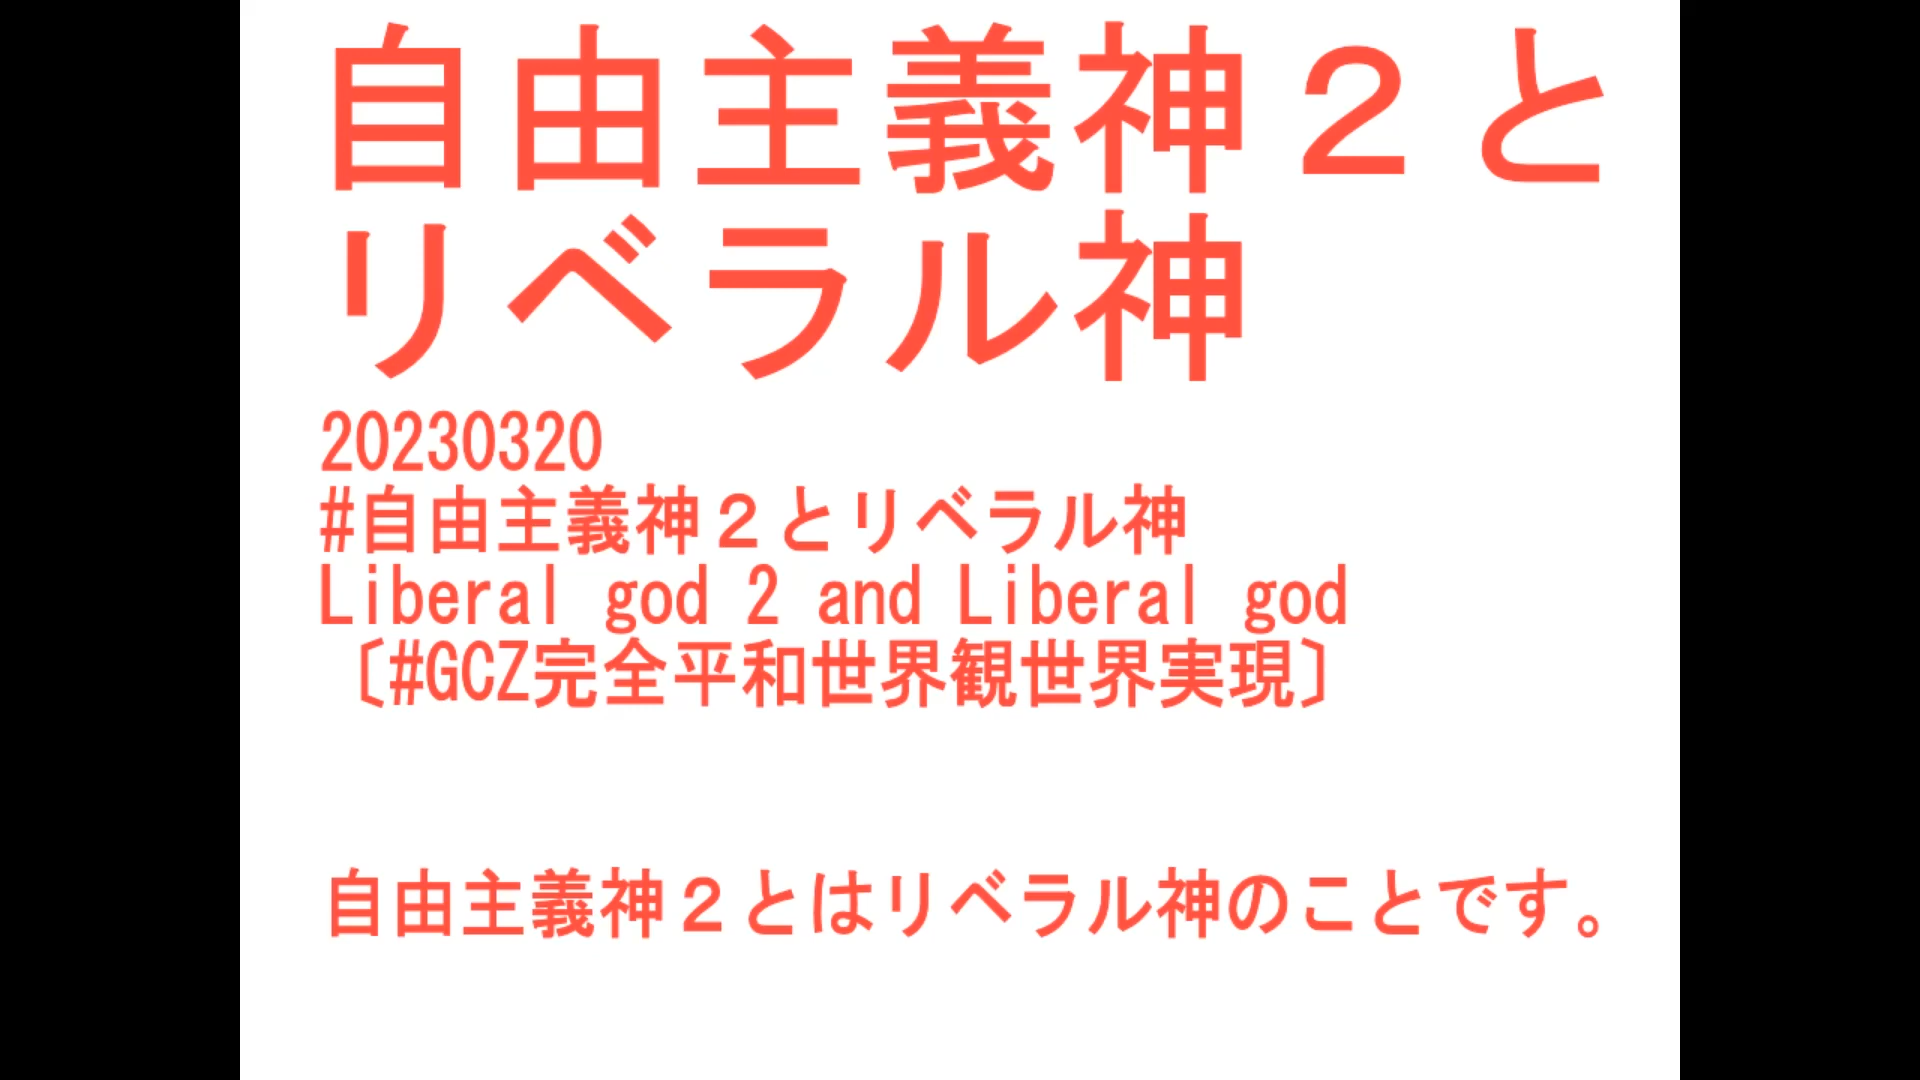 自由主義神２と
リベラル神
20230320
#自由主義神２とリベラル神
Liberal god 2 and Liberal god
〔#GCZ完全平和世界観世界実現〕
自由主義神２とはリベラル神のことです。